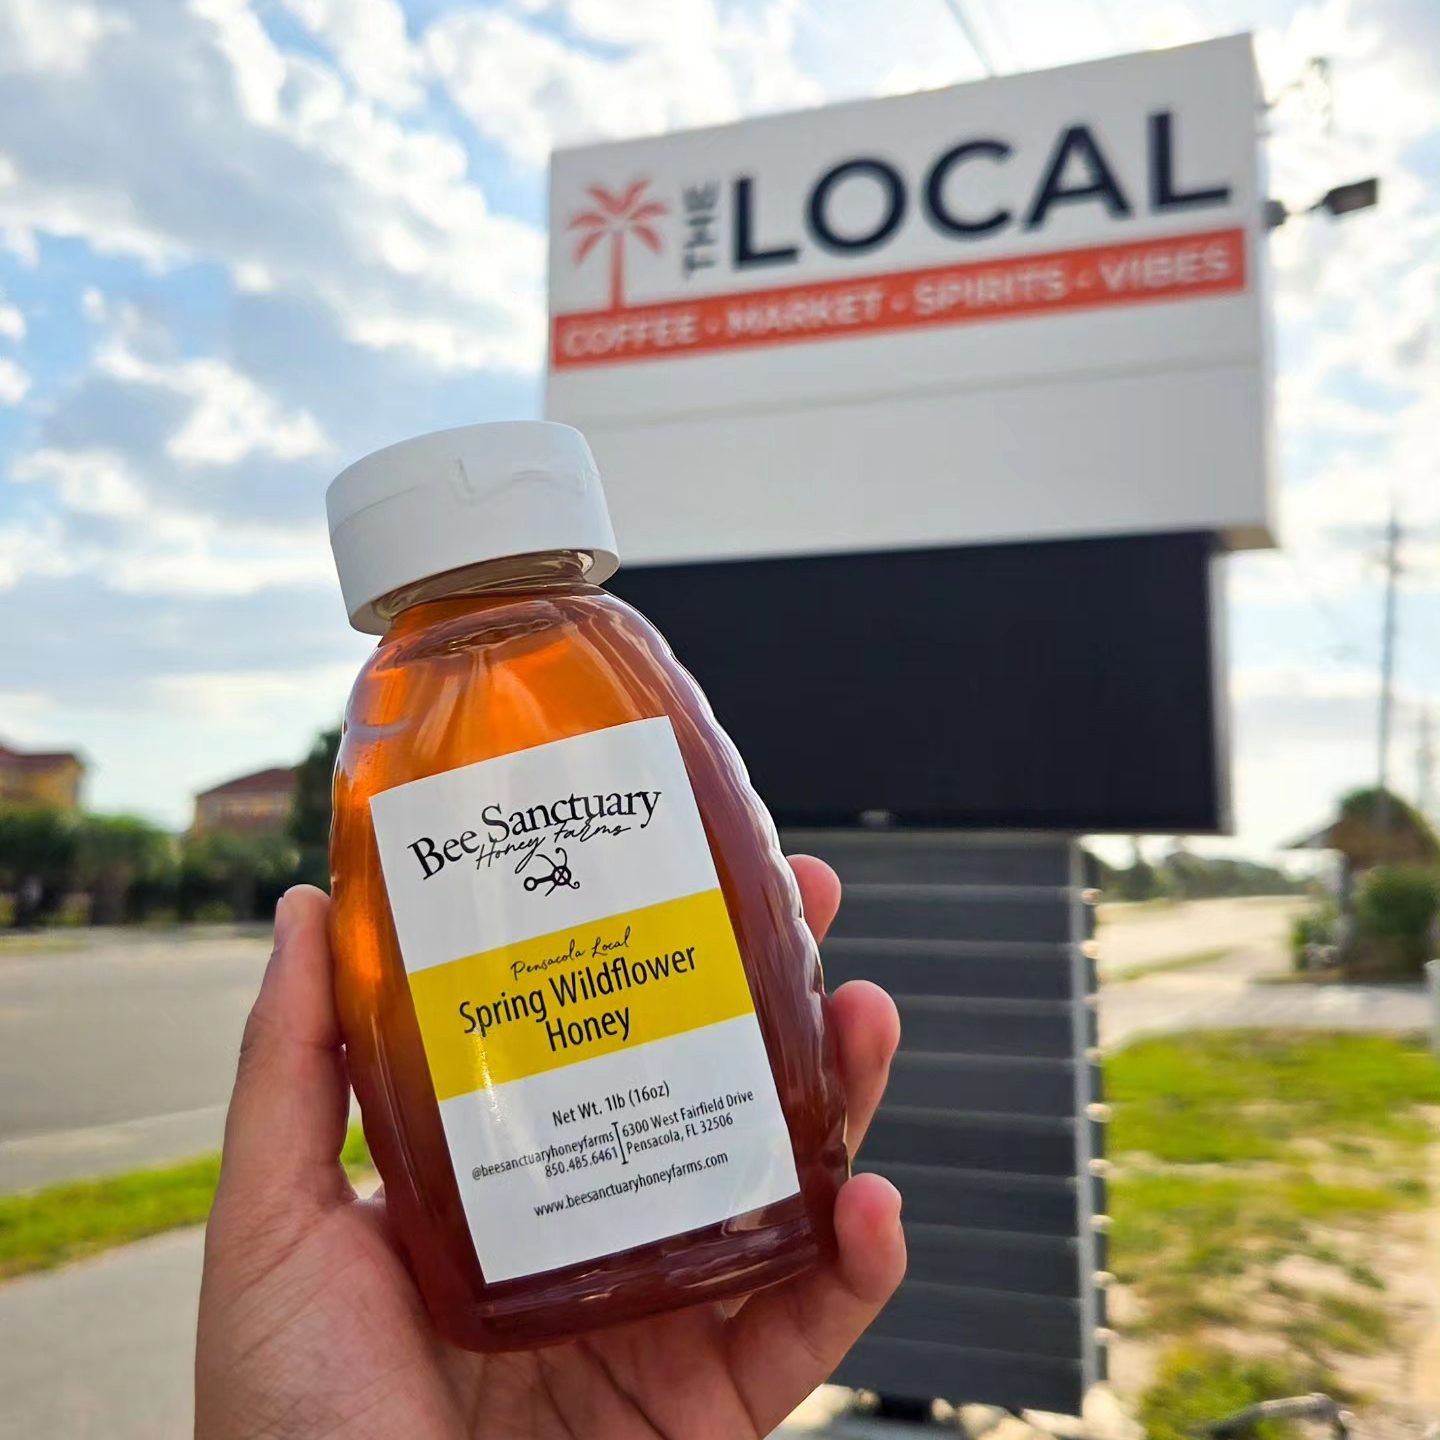 THE LOCAL
COFFEE • MARKET • SPIRITS • VIBES
Bee Sanctuary
Honey Farms
Pensacola Local
Spring Wildflower
Honey
Net Wt. 1lb (16oz)
@beesanctuaryhoneyfarms
850.485.6461
6300 West Fairfield Drive
Pensacola, FL 32506
www.beesanctuaryhoneyfarms.com